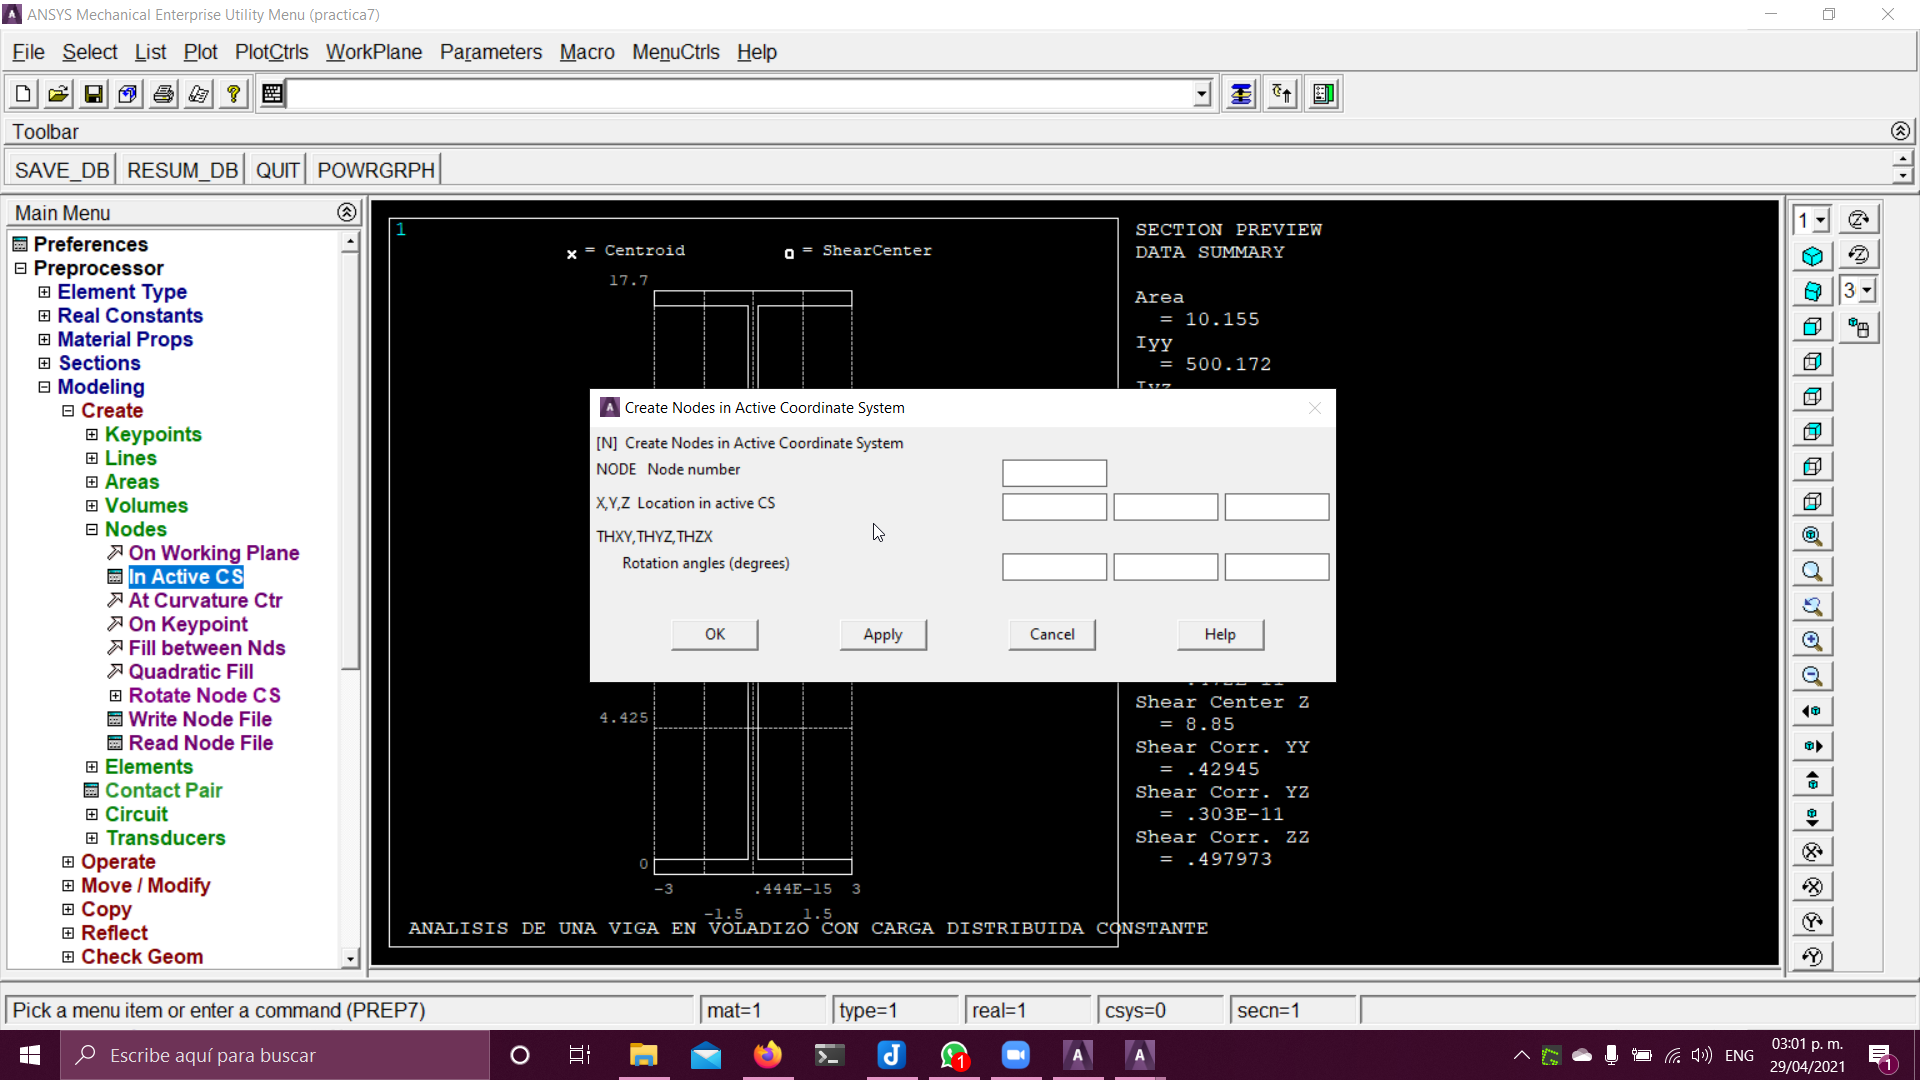 ANSYS Mechanical Enterprise Utility Menu (practica7)
File Select List Plot PlotCtrls WorkPlane Parameters Macro MenuCtrls Help
Toolbar
SAVE_DB RESUM_DB QUIT POWRGRPH
Main Menu
Preferences
Preprocessor
Element Type
Real Constants
Material Props
Sections
Modeling
Create
Keypoints
Lines
Areas
Volumes
Nodes
On Working Plane
In Active CS
At Curvature Ctr
On Keypoint
Fill between Nds
Quadratic Fill
Rotate Node CS
Write Node File
Read Node File
Elements
Contact Pair
Circuit
Transducers
Operate
Move / Modify
Copy
Reflect
Check Geom
1
x = Centroid o = ShearCenter
17.7
4.425
0
-3 .444E-15 3
-1.5 1.5
ANALISIS DE UNA VIGA EN VOLADIZO CON CARGA DISTRIBUIDA CONSTANTE
SECTION PREVIEW
DATA SUMMARY
Area
= 10.155
Iyy
= 500.172
Iyz
Shear Center Z
= 8.85
Shear Corr. YY
= .42945
Shear Corr. YZ
= .303E-11
Shear Corr. ZZ
= .497973
Create Nodes in Active Coordinate System
[N] Create Nodes in Active Coordinate System
NODE Node number
X,Y,Z Location in active CS
THXY,THYZ,THZX
Rotation angles (degrees)
OK Apply Cancel Help
1
3
Pick a menu item or enter a command (PREP7) mat=1 type=1 real=1 csys=0 secn=1
Escribe aquí para buscar
1
ENG
03:01 p. m.
29/04/2021
1